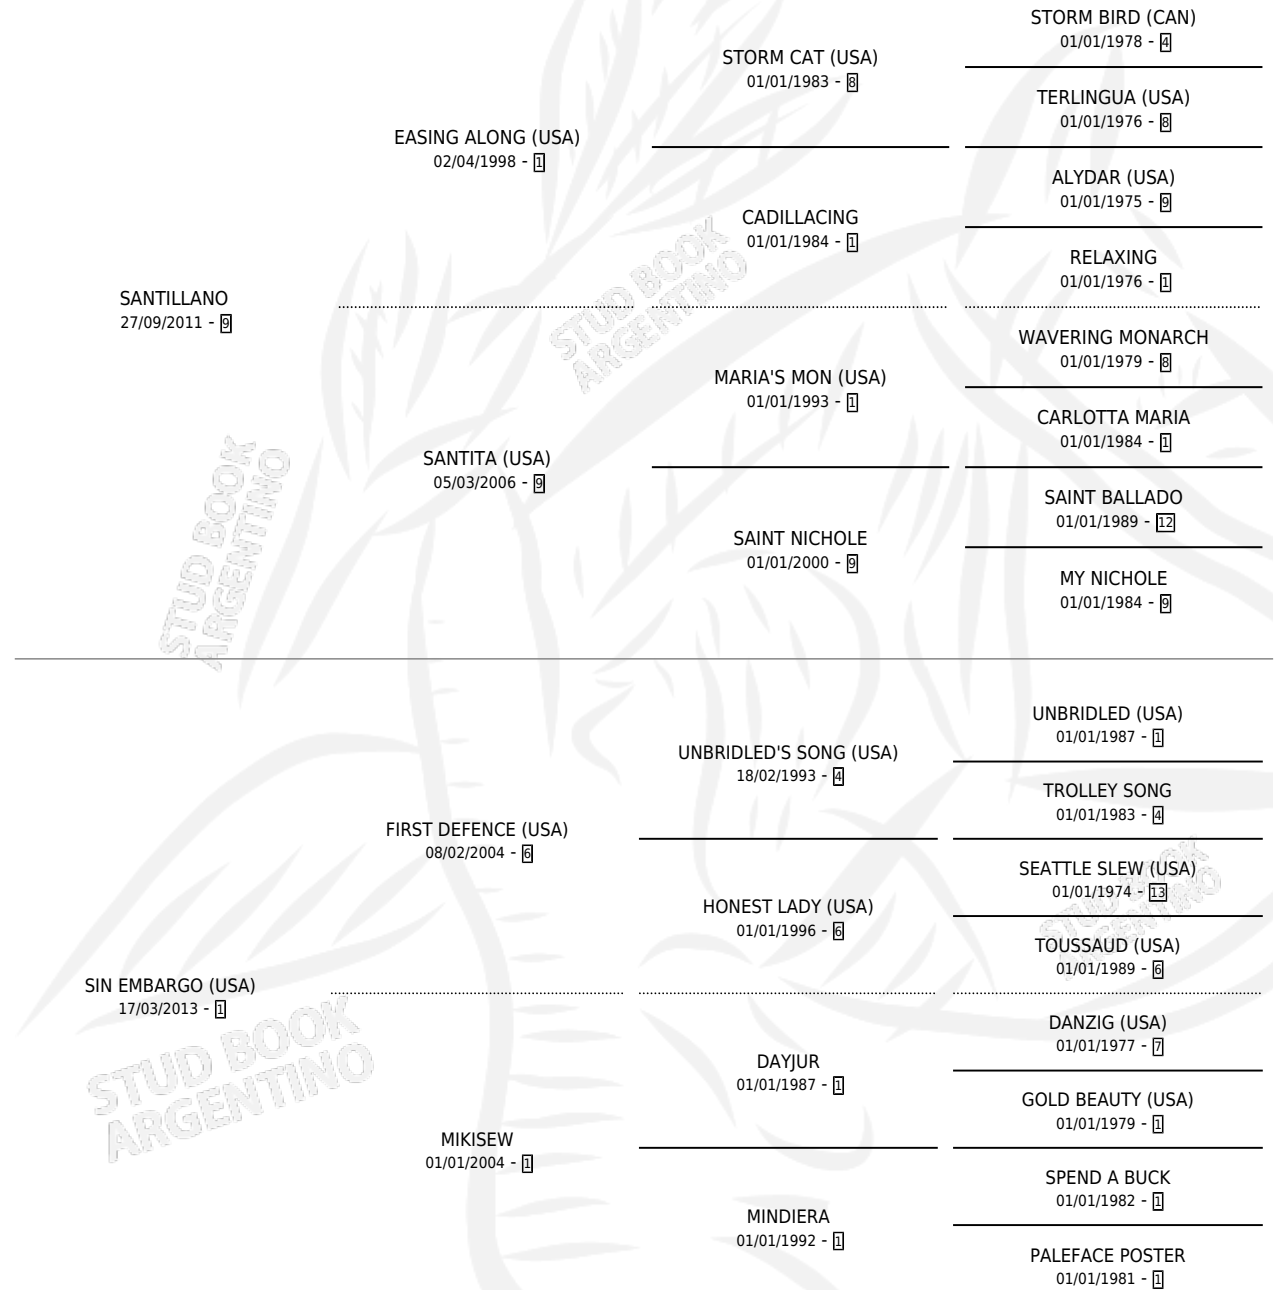 STORM BIRD (CAN)
01/01/1978 - 4
STORM CAT (USA)
01/01/1983 - 8
TERLINGUA (USA)
01/01/1976 - 8
EASING ALONG (USA)
02/04/1998 - 1
ALYDAR (USA)
01/01/1975 - 9
CADILLACING
01/01/1984 - 1
RELAXING
01/01/1976 - 1
SANTILLANO
27/09/2011 - 9
WAVERING MONARCH
01/01/1979 - 8
MARIA'S MON (USA)
01/01/1993 - 1
CARLOTTA MARIA
01/01/1984 - 1
SANTITA (USA)
05/03/2006 - 9
SAINT BALLADO
01/01/1989 - 12
SAINT NICHOLE
01/01/2000 - 9
MY NICHOLE
01/01/1984 - 9
STUD BOOK
ARGENTINO
STUD BOOK
ARGENTINO
UNBRIDLED (USA)
01/01/1987 - 1
UNBRIDLED'S SONG (USA)
18/02/1993 - 4
TROLLEY SONG
01/01/1983 - 4
FIRST DEFENCE (USA)
08/02/2004 - 6
SEATTLE SLEW (USA)
01/01/1974 - 13
HONEST LADY (USA)
01/01/1996 - 6
TOUSSAUD (USA)
01/01/1989 - 6
SIN EMBARGO (USA)
17/03/2013 - 1
DANZIG (USA)
01/01/1977 - 7
DAYJUR
01/01/1987 - 1
GOLD BEAUTY (USA)
01/01/1979 - 1
MIKISEW
01/01/2004 - 1
SPEND A BUCK
01/01/1982 - 1
MINDIERA
01/01/1992 - 1
PALEFACE POSTER
01/01/1981 - 1
STUD BOOK
ARGENTINO
STUD BOOK
ARGENTINO